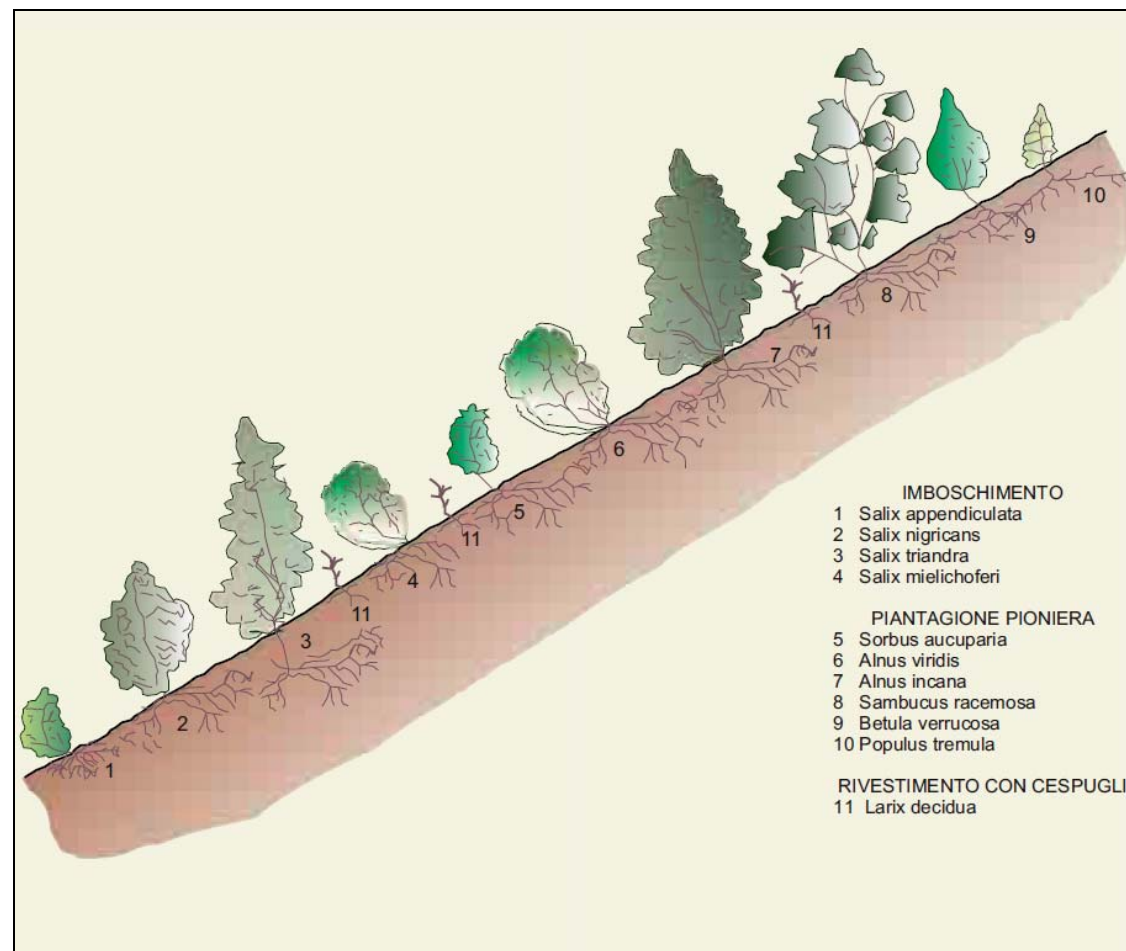 10
9
8
11
7
6
11
5
4
11
3
2
1
IMBOSCHIMENTO
1 Salix appendiculata
2 Salix nigricans
3 Salix triandra
4 Salix mielichoferi
PIANTAGIONE PIONIERA
5 Sorbus aucuparia
6 Alnus viridis
7 Alnus incana
8 Sambucus racemosa
9 Betula verrucosa
10 Populus tremula
RIVESTIMENTO CON CESPUGLI
11 Larix decidua